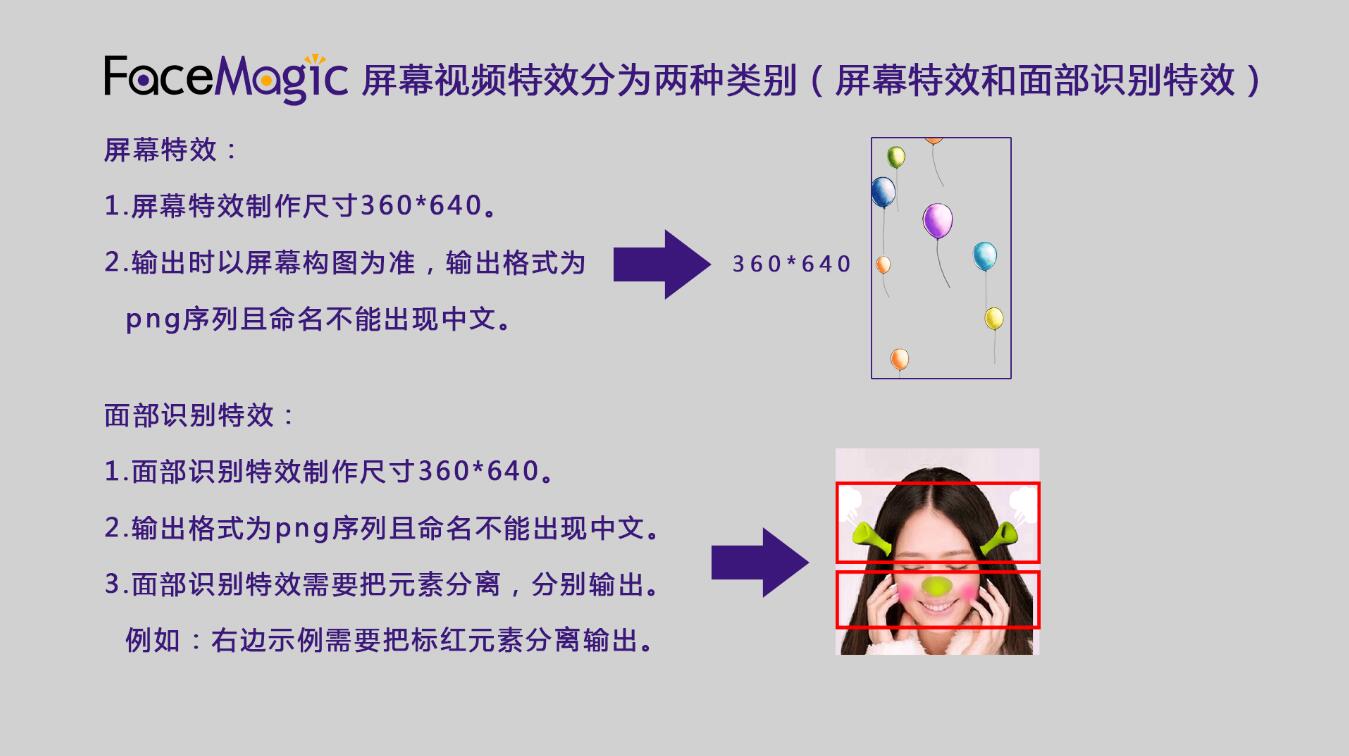 FaceMagic 屏幕视频特效分为两种类别（屏幕特效和面部识别特效）
屏幕特效：
1.屏幕特效制作尺寸360*640。
2.输出时以屏幕构图为准，输出格式为
png序列且命名不能出现中文。
360*640
面部识别特效：
1.面部识别特效制作尺寸360*640。
2.输出格式为png序列且命名不能出现中文。
3.面部识别特效需要把元素分离，分别输出。
例如：右边示例需要把标红元素分离输出。